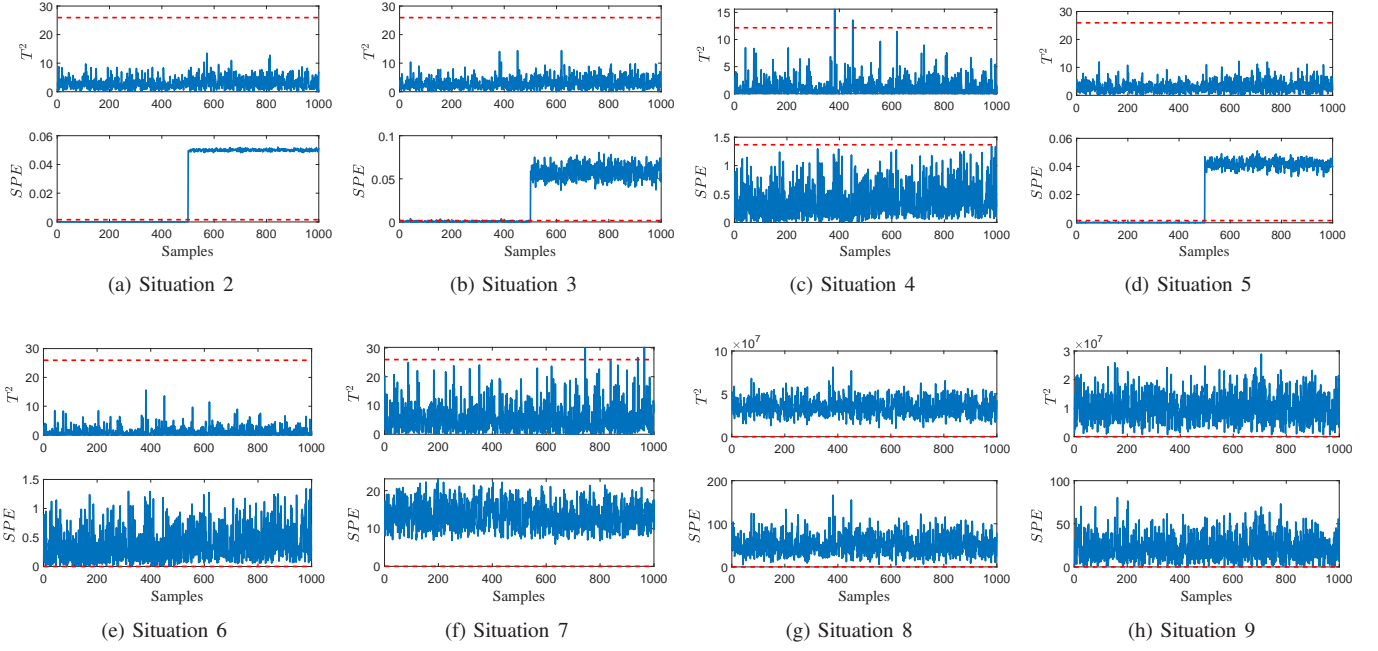 30
20
10
0
T²
0 200 400 600 800 1000
0.06
0.04
0.02
0
SPE
0 200 400 600 800 1000
Samples
(a) Situation 2
30
20
10
0
T²
0 200 400 600 800 1000
0.1
0.05
0
SPE
0 200 400 600 800 1000
Samples
(b) Situation 3
15
10
5
0
T²
0 200 400 600 800 1000
1.5
1
0.5
0
SPE
0 200 400 600 800 1000
Samples
(c) Situation 4
30
20
10
0
T²
0 200 400 600 800 1000
0.06
0.04
0.02
0
SPE
0 200 400 600 800 1000
Samples
(d) Situation 5
30
20
10
0
T²
0 200 400 600 800 1000
1.5
1
0.5
0
SPE
0 200 400 600 800 1000
Samples
(e) Situation 6
30
20
10
0
T²
0 200 400 600 800 1000
20
10
0
SPE
0 200 400 600 800 1000
Samples
(f) Situation 7
×10⁷
10
5
0
T²
0 200 400 600 800 1000
200
100
0
SPE
0 200 400 600 800 1000
Samples
(g) Situation 8
×10⁷
3
2
1
0
T²
0 200 400 600 800 1000
100
50
0
SPE
0 200 400 600 800 1000
Samples
(h) Situation 9